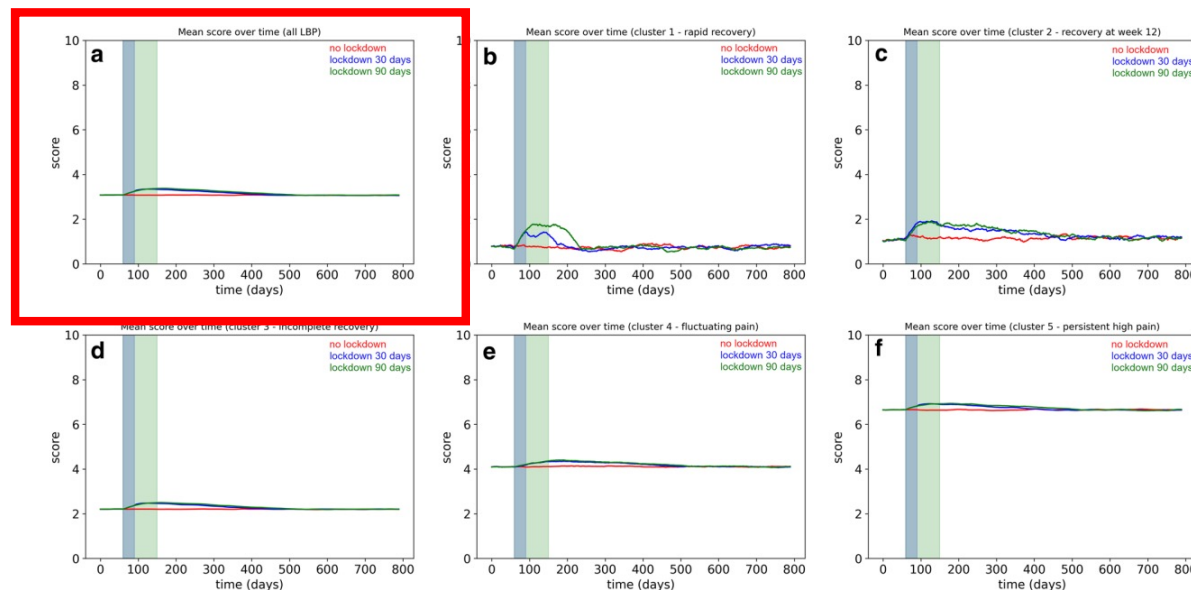 Mean score over time (all LBP)
a
no lockdown
lockdown 30 days
lockdown 90 days
10
8
6
4
2
0
score
0 100 200 300 400 500 600 700 800
time (days)
Mean score over time (cluster 1 - rapid recovery)
b
no lockdown
lockdown 30 days
lockdown 90 days
score
0 100 200 300 400 500 600 700 800
time (days)
Mean score over time (cluster 2 - recovery at week 12)
c
no lockdown
lockdown 30 days
lockdown 90 days
10
8
6
4
2
0
score
0 100 200 300 400 500 600 700 800
time (days)
Mean score over time (cluster 3 - incomplete recovery)
d
no lockdown
lockdown 30 days
lockdown 90 days
10
8
6
4
2
0
score
0 100 200 300 400 500 600 700 800
time (days)
Mean score over time (cluster 4 - fluctuating pain)
e
no lockdown
lockdown 30 days
lockdown 90 days
10
8
6
4
2
0
score
0 100 200 300 400 500 600 700 800
time (days)
Mean score over time (cluster 5 - persistent high pain)
f
no lockdown
lockdown 30 days
lockdown 90 days
10
8
6
4
2
0
score
0 100 200 300 400 500 600 700 800
time (days)